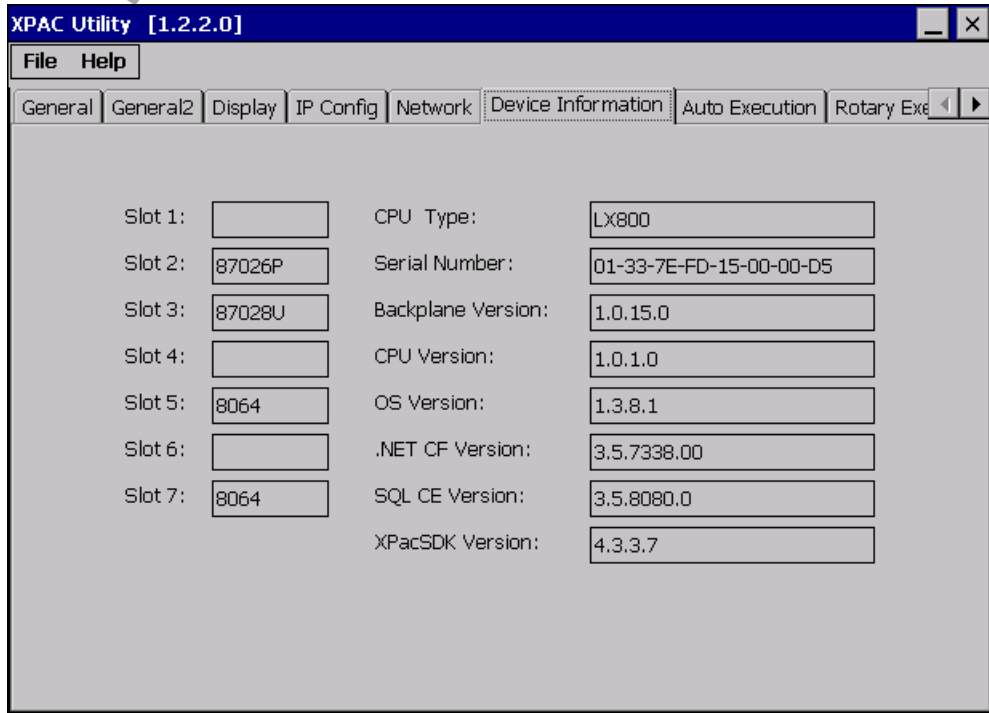 XPAC Utility [1.2.2.0]
File Help
General General2 Display IP Config Network Device Information Auto Execution Rotary Exe
Slot 1: CPU Type: LX800
Slot 2: 87026P Serial Number: 01-33-7E-FD-15-00-00-D5
Slot 3: 87028U Backplane Version: 1.0.15.0
Slot 4: CPU Version: 1.0.1.0
Slot 5: 8064 OS Version: 1.3.8.1
Slot 6: .NET CF Version: 3.5.7338.00
Slot 7: 8064 SQL CE Version: 3.5.8080.0
XPacSDK Version: 4.3.3.7